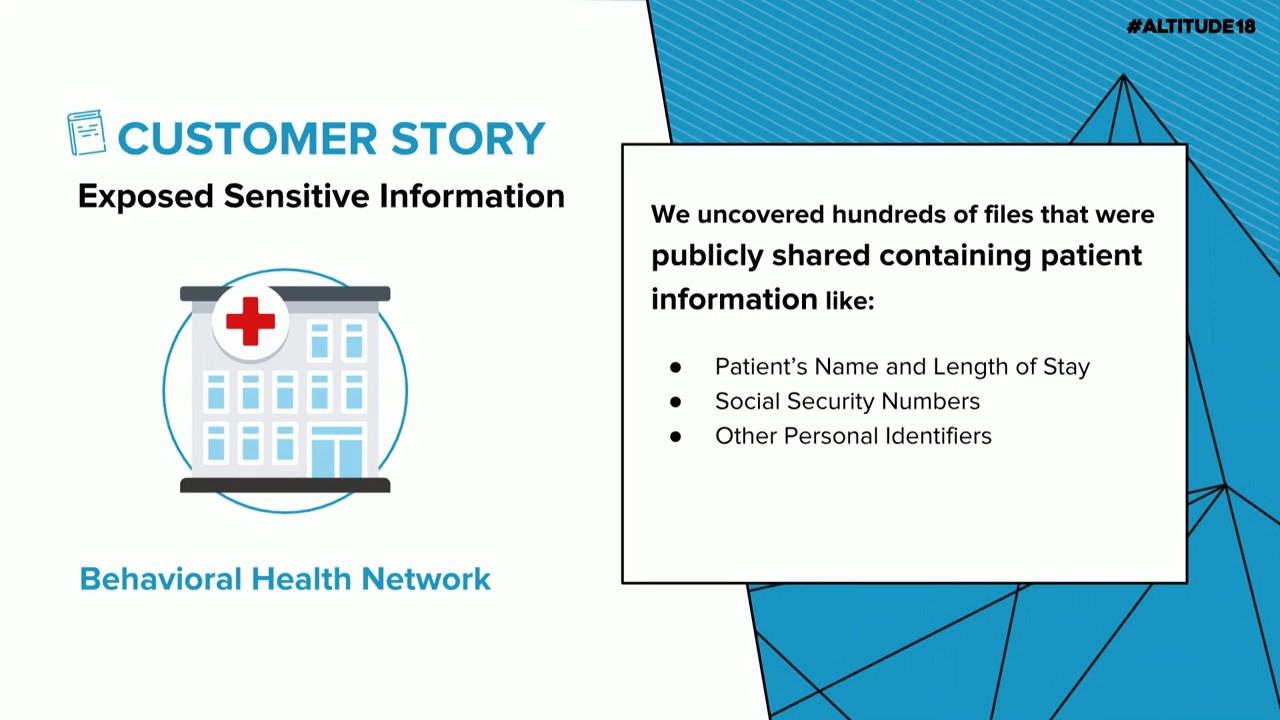 #ALTITUDE18
CUSTOMER STORY
Exposed Sensitive Information
Behavioral Health Network
We uncovered hundreds of files that were
publicly shared containing patient
information like:
● Patient’s Name and Length of Stay
● Social Security Numbers
● Other Personal Identifiers